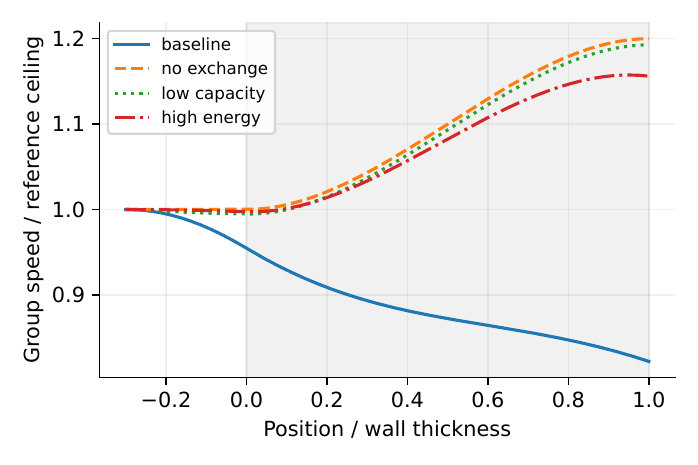 Group speed / reference ceiling
1.2
1.1
1.0
0.9
baseline
no exchange
low capacity
high energy
−0.2 0.0 0.2 0.4 0.6 0.8 1.0
Position / wall thickness